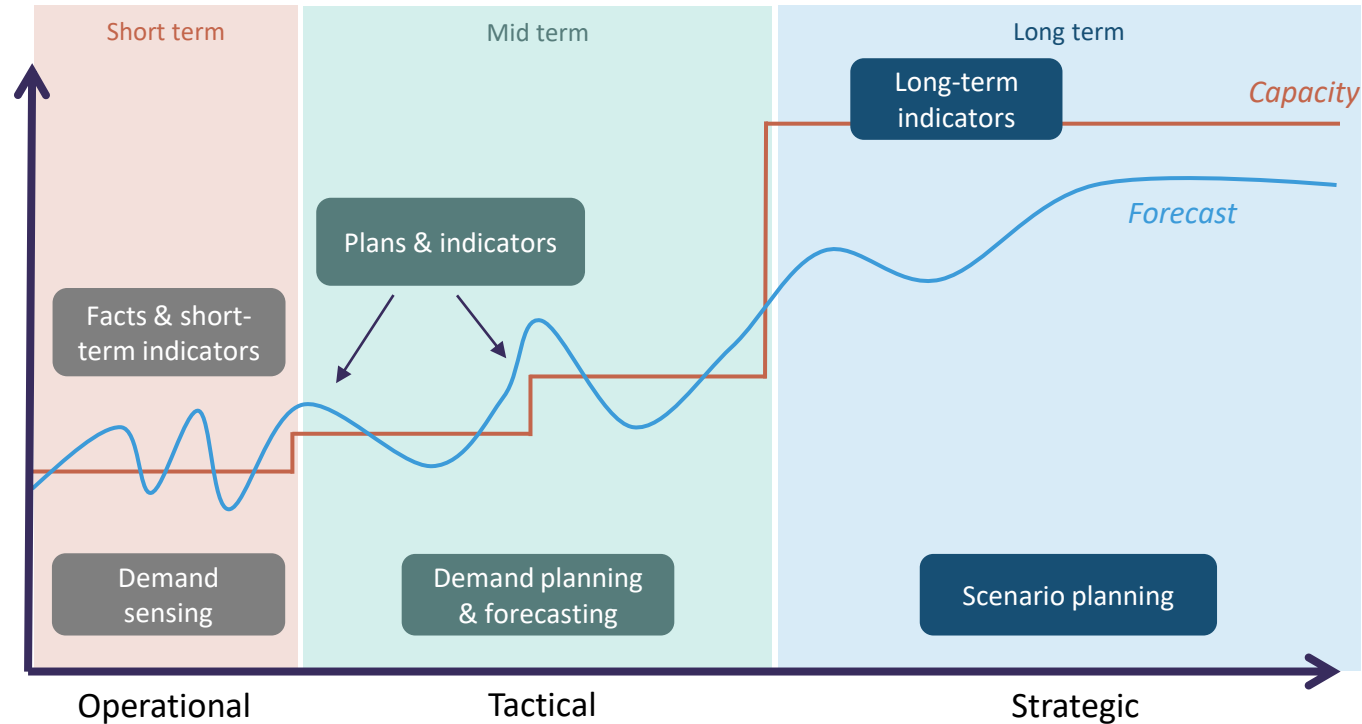 Short term
Mid term
Long term
Long-term
indicators
Capacity
Forecast
Plans & indicators
Facts & short-
term indicators
Demand
sensing
Demand planning
& forecasting
Scenario planning
Operational
Tactical
Strategic